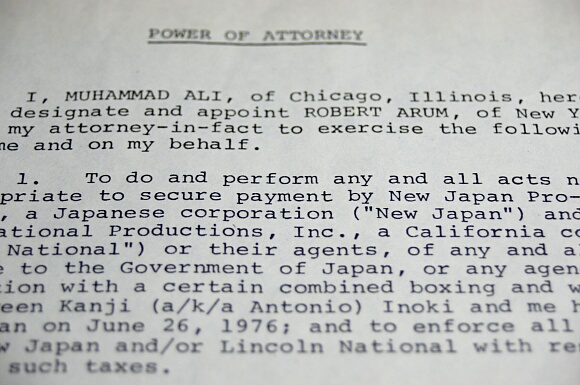 POWER OF ATTORNEY
I, MUHAMMAD ALI, of Chicago, Illinois, her
designate and appoint ROBERT ARUM, of New Y
my attorney-in-fact to exercise the followi
me and on my behalf.
1. To do and perform any and all acts n
priate to secure payment by New Japan Pro-
, a Japanese corporation ("New Japan") and
ational Productions, Inc., a California co
National") or their agents, of any and a
e to the Government of Japan, or any agen
tion with a certain combined boxing and w
een Kanji (a/k/a Antonio) Inoki and me h
an on June 26, 1976; and to enforce all
w Japan and/or Lincoln National with re
such taxes.